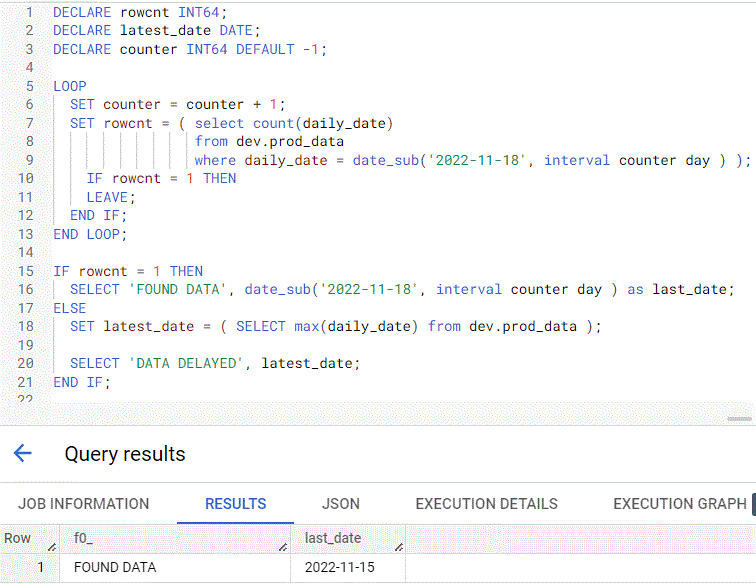 1 DECLARE rowcnt INT64;
2 DECLARE latest_date DATE;
3 DECLARE counter INT64 DEFAULT -1;
4
5 LOOP
6 SET counter = counter + 1;
7 SET rowcnt = ( select count(daily_date)
8 from dev.prod_data
9 where daily_date = date_sub('2022-11-18', interval counter day ) );
10 IF rowcnt = 1 THEN
11 LEAVE;
12 END IF;
13 END LOOP;
14
15 IF rowcnt = 1 THEN
16 SELECT 'FOUND DATA', date_sub('2022-11-18', interval counter day ) as last_date;
17 ELSE
18 SET latest_date = ( SELECT max(daily_date) from dev.prod_data );
19
20 SELECT 'DATA DELAYED', latest_date;
21 END IF;
22
Query results
JOB INFORMATION RESULTS JSON EXECUTION DETAILS EXECUTION GRAPH
Row f0_ last_date
1 FOUND DATA 2022-11-15